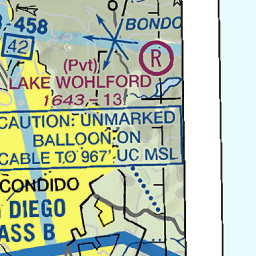 -458
BONDO
42
R
(Pvt)
LAKE WOHLFORD
1643 - 13
CAUTION: UNMARKED
BALLOON ON
CABLE TO 967' UC MSL
CONDIDO
DIEGO
ASS B